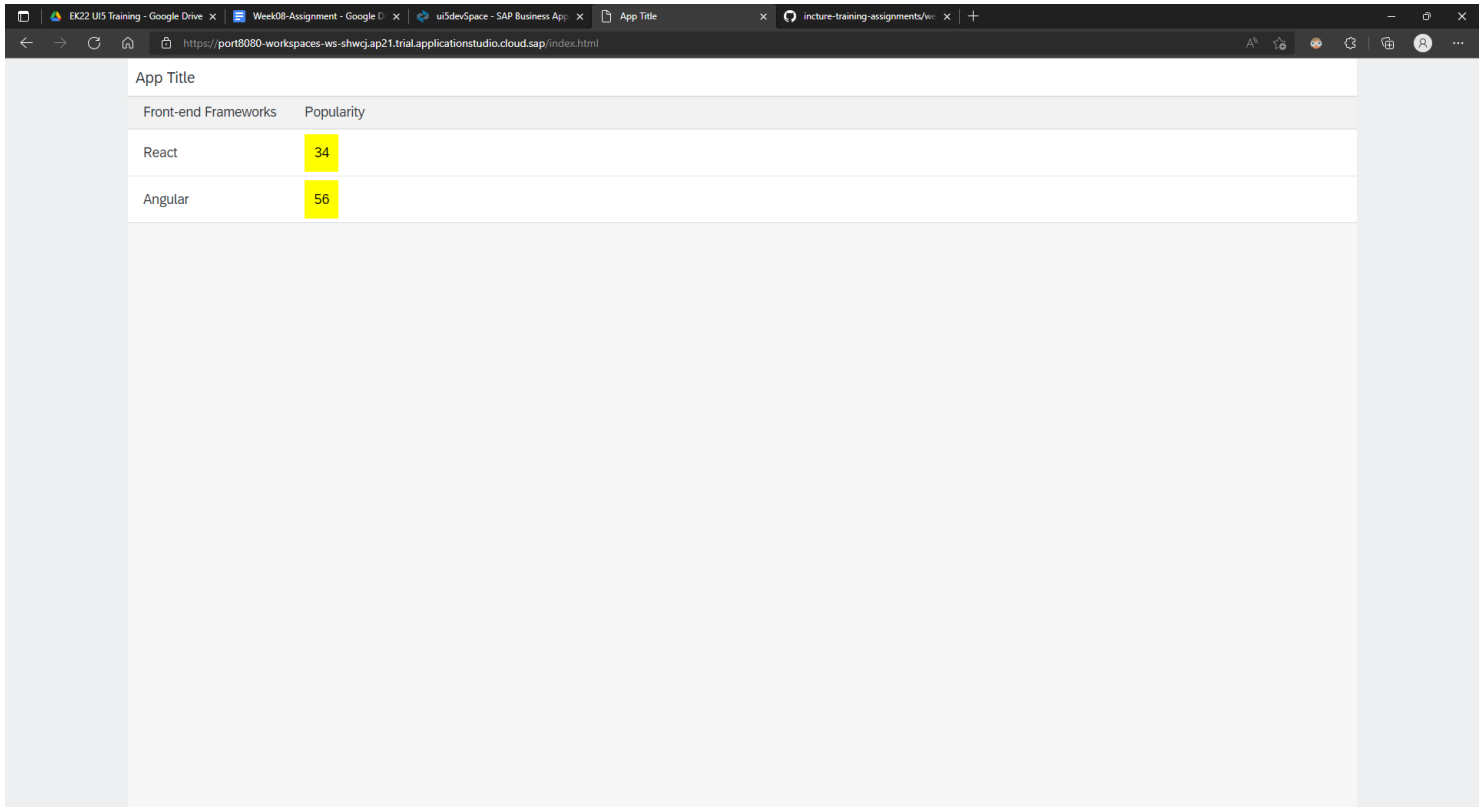 EK22 UI5 Training - Google Drive
Week08-Assignment - Google D
ui5devSpace - SAP Business App
App Title
incture-training-assignments/we
https://port8080-workspaces-ws-shwcj.ap21.trial.applicationstudio.cloud.sap/index.html
App Title
Front-end Frameworks Popularity
React 34
Angular 56